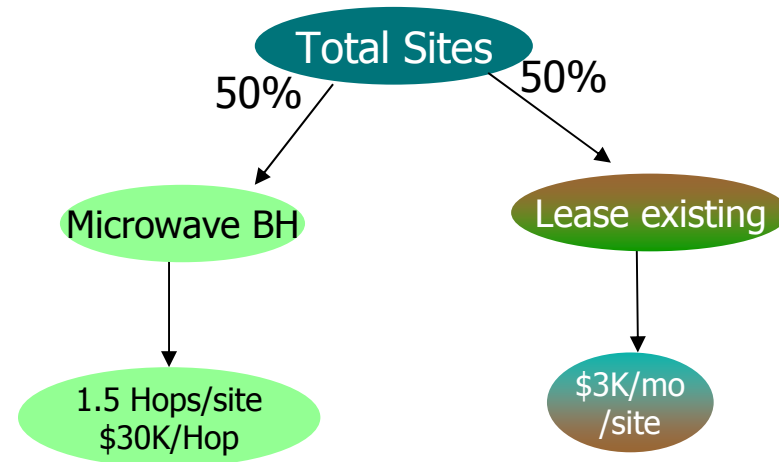 Total Sites
50%
50%
Microwave BH
Lease existing
1.5 Hops/site
$30K/Hop
$3K/mo
/site